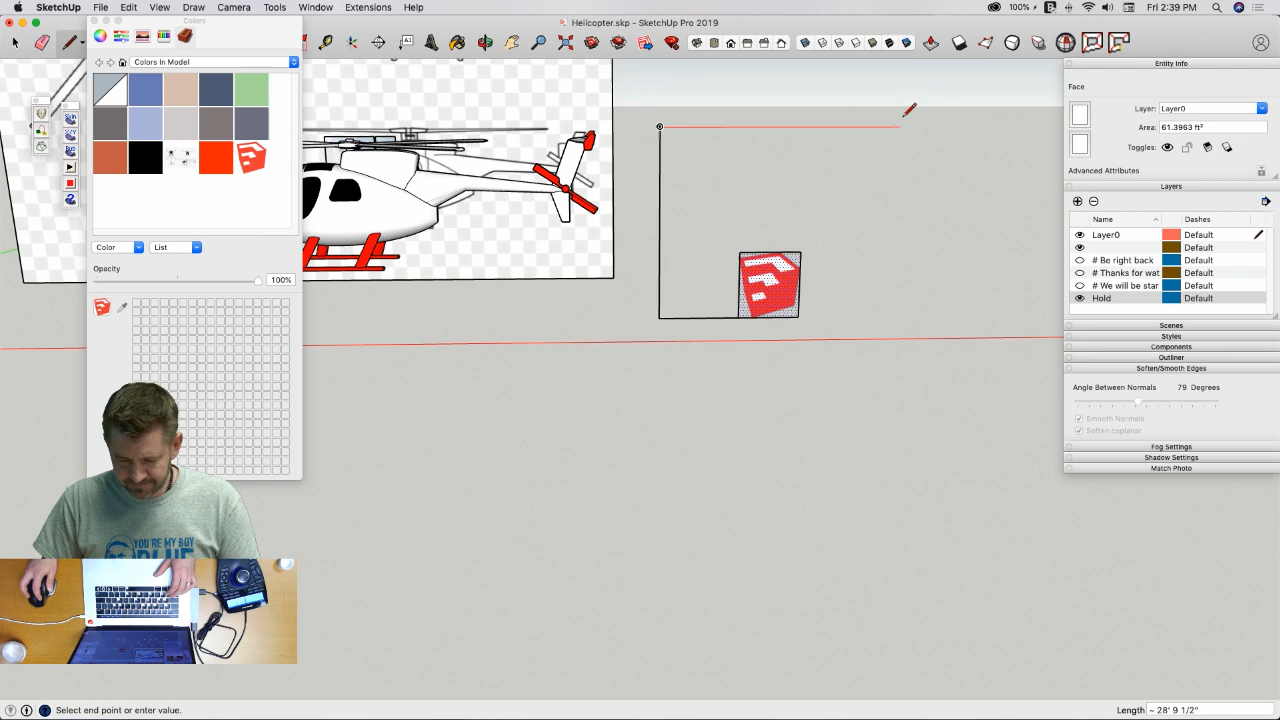 SketchUp File Edit View Draw Camera Tools Window Extensions Help
100% Fri 2:39 PM
Colors
Helicopter.skp - SketchUp Pro 2019
Colors In Model
Color List
Opacity
100%
Entity Info
Face
Layer: Layer0
Area: 61.3963 ft²
Toggles:
Advanced Attributes
Layers
Name Dashes
Layer0 Default
Default
# Be right back Default
# Thanks for wat Default
# We will be star Default
Hold Default
Scenes
Styles
Components
Outliner
Soften/Smooth Edges
Angle Between Normals 79 Degrees
Smooth Normals
Soften coplanar
Fog Settings
Shadow Settings
Match Photo
YOU'RE MY BOY
BLUE
Select end point or enter value.
Length ~ 28' 9 1/2"